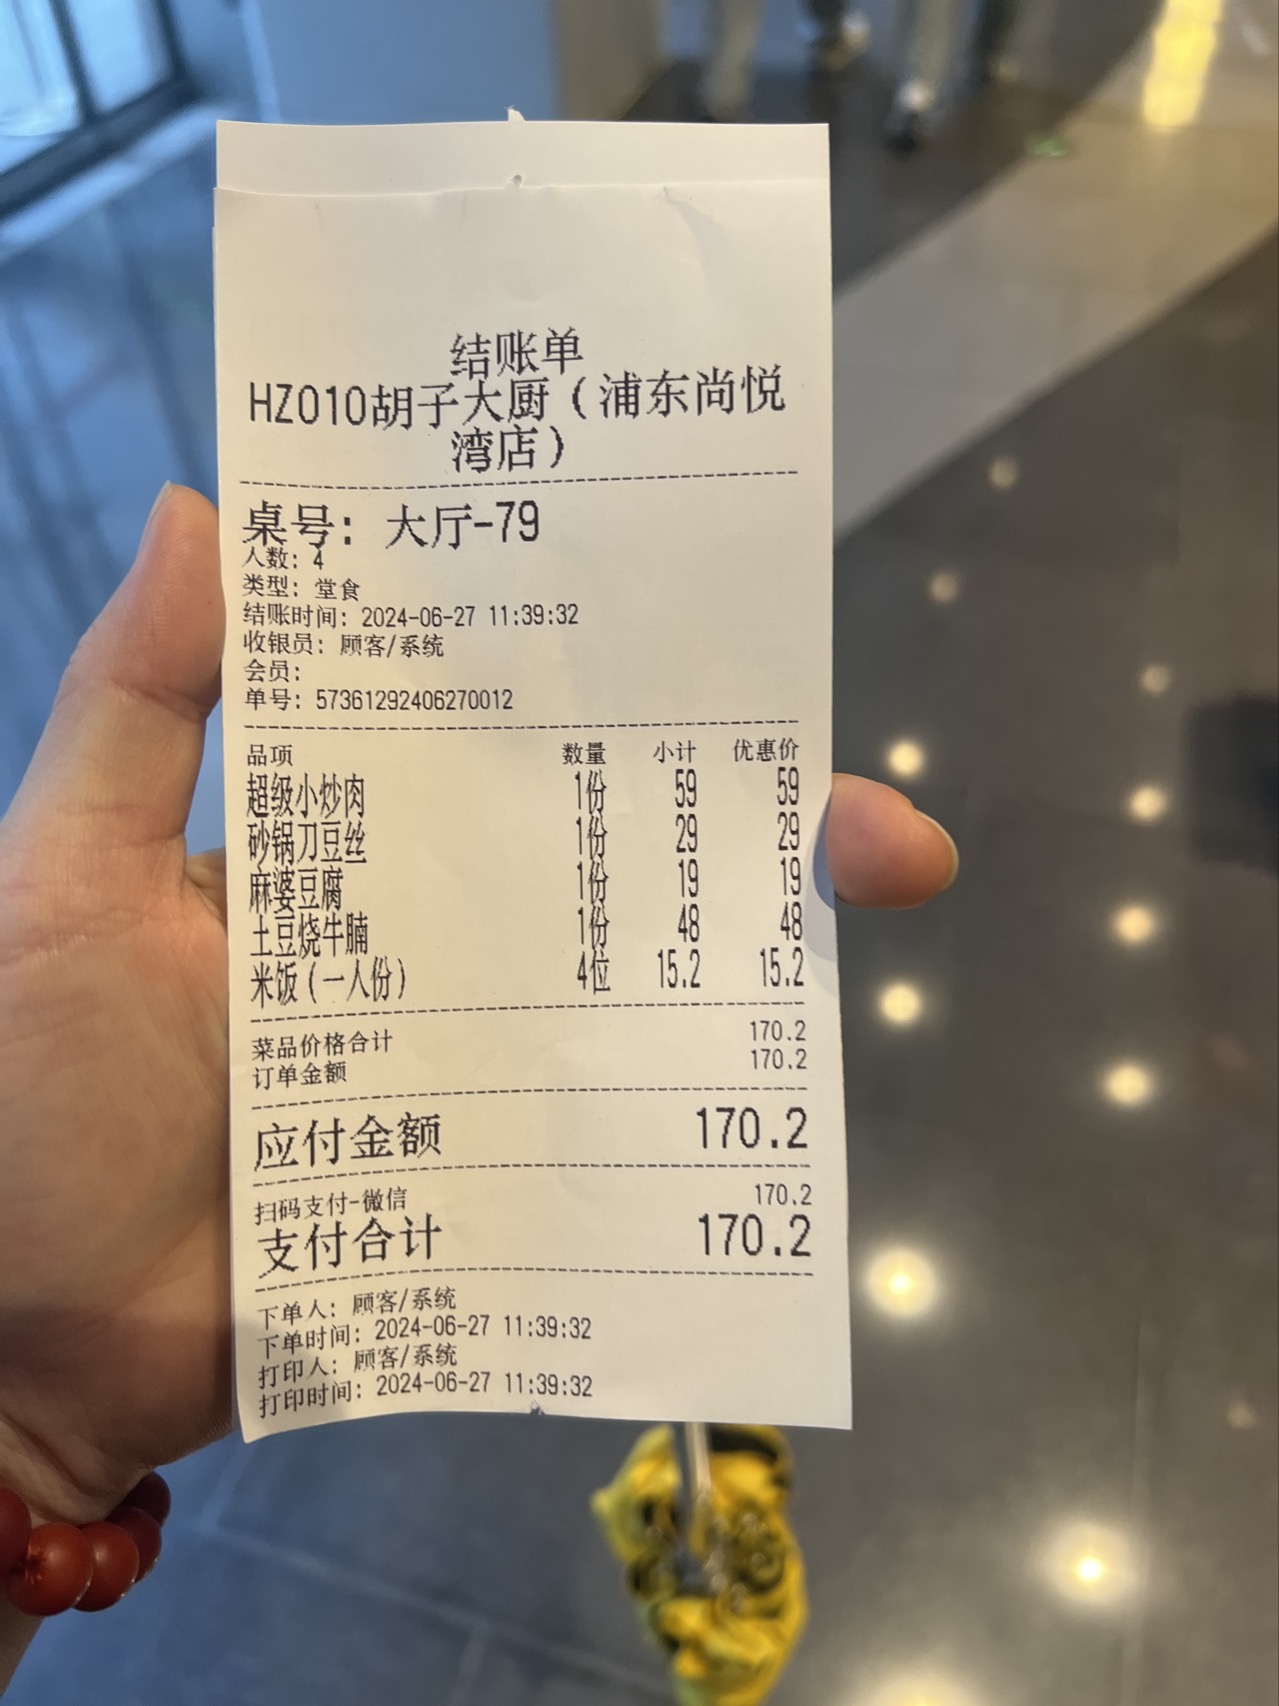 结账单
HZ010胡子大厨（浦东尚悦
湾店）
桌号：大厅-79
人数：4
类型：堂食
结账时间：2024-06-27 11:39:32
收银员：顾客/系统
会员：
单号：57361292406270012
品项 数量 小计 优惠价
超级小炒肉 1份 59 59
砂锅刀豆丝 1份 29 29
麻婆豆腐 1份 19 19
土豆烧牛腩 1份 48 48
米饭（一人份） 4位 15.2 15.2
菜品价格合计 170.2
订单金额 170.2
应付金额 170.2
扫码支付-微信 170.2
支付合计 170.2
下单人：顾客/系统
下单时间：2024-06-27 11:39:32
打印人：顾客/系统
打印时间：2024-06-27 11:39:32